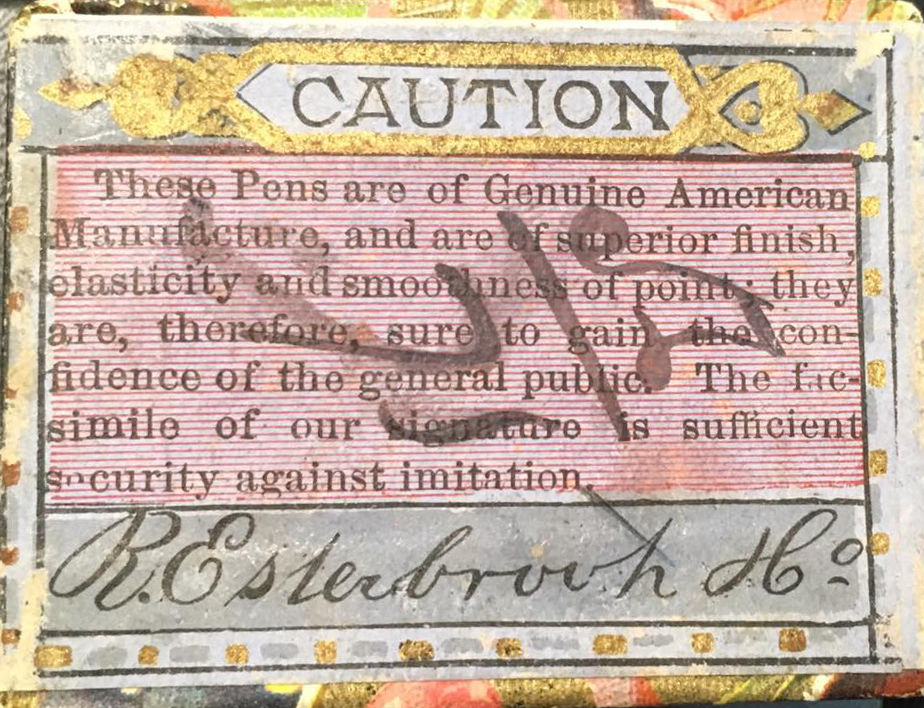 CAUTION
These Pens are of Genuine American
Manufacture, and are of superior finish,
elasticity and smoothness of point; they
are, therefore, sure to gain the con-
fidence of the general public. The fac-
simile of our signature is sufficient
security against imitation.
R. Esterbrook & Co